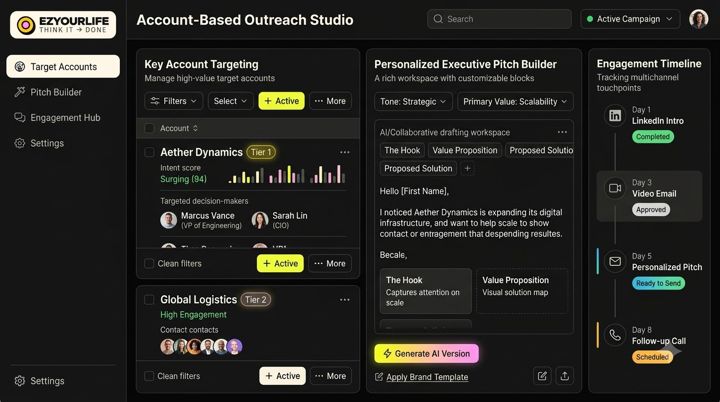 EZYOURLIFE
THINK IT → DONE
Target Accounts
Pitch Builder
Engagement Hub
Settings
Settings
Account-Based Outreach Studio
Search
Active Campaign
Key Account Targeting
Manage high-value target accounts
Filters
Select
+ Active
··· More
Account
Aether Dynamics
Tier 1
Intent score
Surging (94)
Targeted decision-makers
Marcus Vance
(VP of Engineering)
Sarah Lin
(CIO)
Clean filters
+ Active
··· More
Global Logistics
Tier 2
High Engagement
Contact contacts
Clean filters
+ Active
··· More
Personalized Executive Pitch Builder
A rich workspace with customizable blocks
Tone: Strategic
Primary Value: Scalability
AI/Collaborative drafting workspace
The Hook
Value Proposition
Proposed Solutio
Proposed Solution
+
Hello [First Name],
I noticed Aether Dynamics is expanding its digital
infrastructure, and want to help scale to show
contact or entragement that despending resultes.
Becale,
The Hook
Captures attention on
scale
Value Proposition
Visual solution map
Generate AI Version
Apply Brand Template
Engagement Timeline
Tracking multichannel
touchpoints
Day 1
LinkedIn Intro
Completed
Day 3
Video Email
Approved
Day 5
Personalized Pitch
Ready to Send
Day 8
Follow-up Call
Scheduled